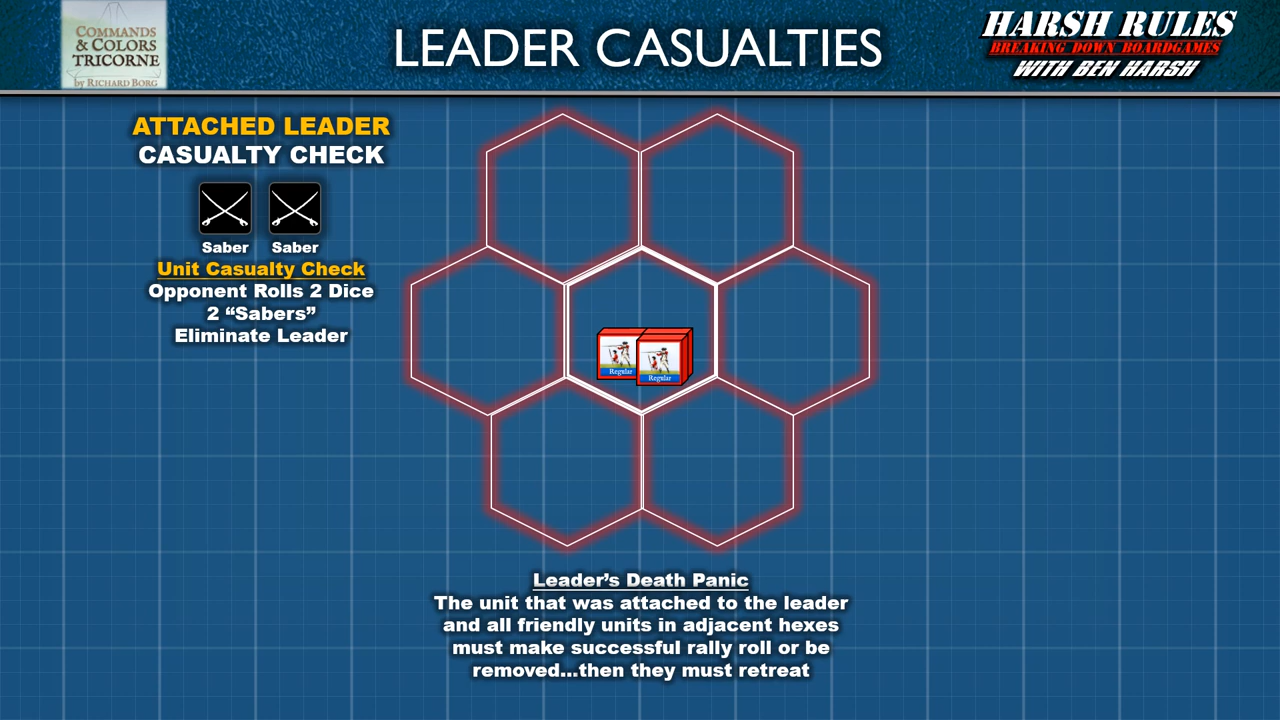 COMMANDS
& COLORS
TRICORNE
by RICHARD BORG
LEADER CASUALTIES
HARSH RULES
BREAKING DOWN BOARDGAMES
WITH BEN HARSH
ATTACHED LEADER
CASUALTY CHECK
Saber Saber
Unit Casualty Check
Opponent Rolls 2 Dice
2 “Sabers”
Eliminate Leader
Regular Regular
Leader’s Death Panic
The unit that was attached to the leader
and all friendly units in adjacent hexes
must make successful rally roll or be
removed...then they must retreat